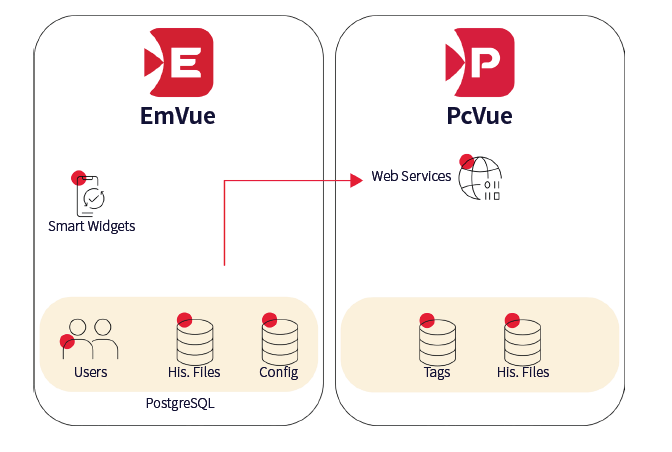 E
P
EmVue
PcVue
Web Services
Smart Widgets
Users
His. Files
Config
Tags
His. Files
PostgreSQL